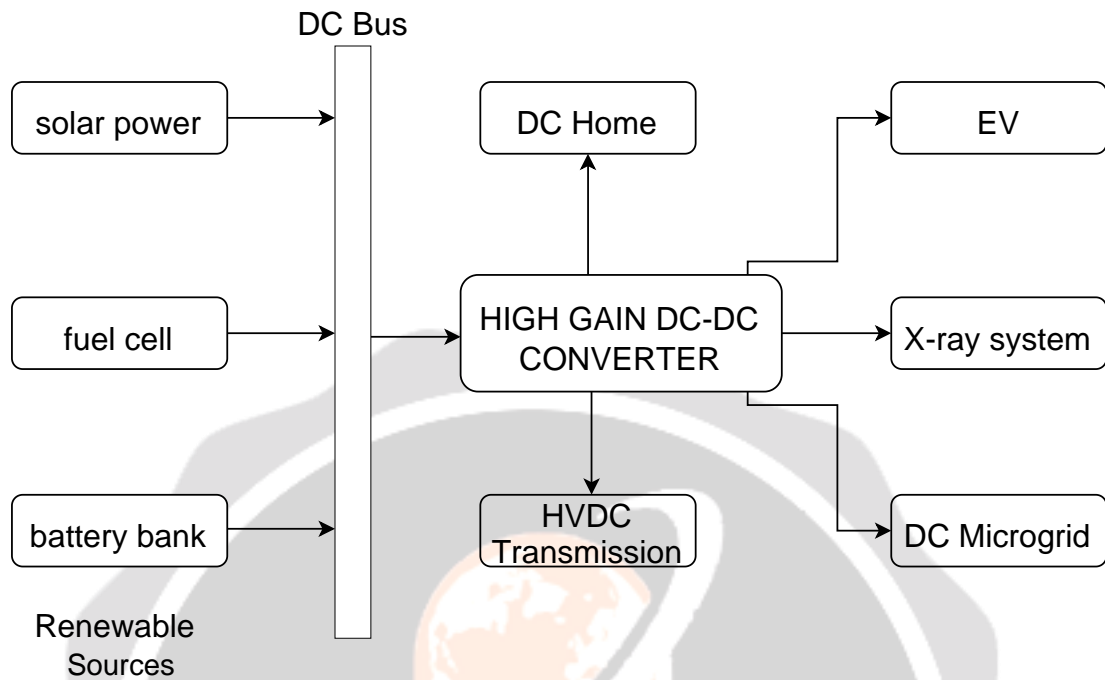 DC Bus
solar power
DC Home
EV
fuel cell
HIGH GAIN DC-DC
CONVERTER
X-ray system
battery bank
HVDC
Transmission
DC Microgrid
Renewable
Sources